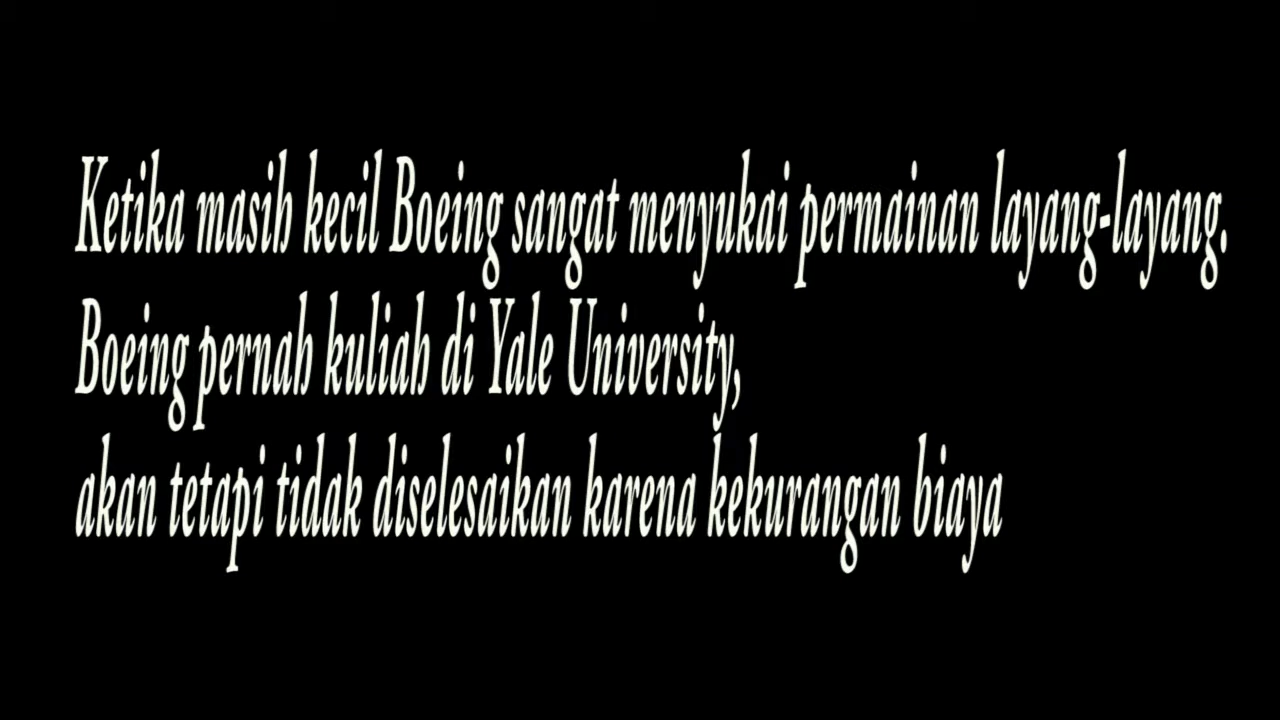 Ketika masih kecil Boeing sangat menyukai permainan layang-layang.
Boeing pernah kuliah di Yale University,
akan tetapi tidak diselesaikan karena kekurangan biaya